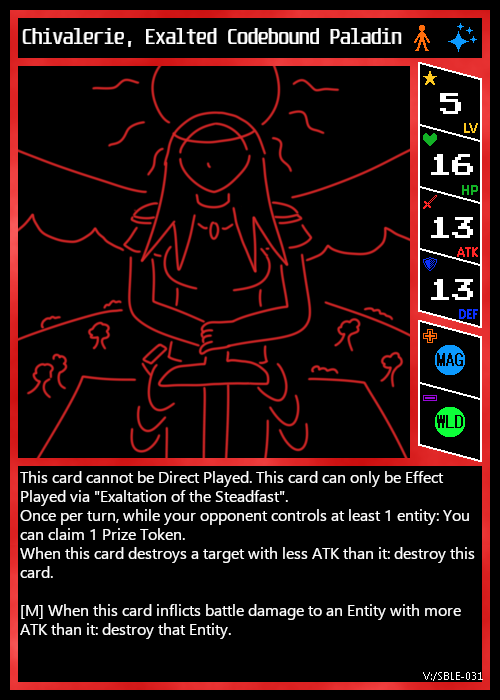 Chivalerie, Exalted Codebound Paladin
5
LV
16
HP
13
ATK
13
DEF
MAG
WLD
This card cannot be Direct Played. This card can only be Effect
Played via "Exaltation of the Steadfast".
Once per turn, while your opponent controls at least 1 entity: You
can claim 1 Prize Token.
When this card destroys a target with less ATK than it: destroy this
card.
[M] When this card inflicts battle damage to an Entity with more
ATK than it: destroy that Entity.
V:/SBLE-031